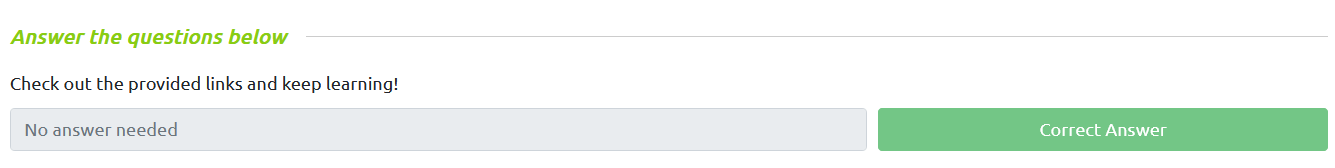 Answer the questions below
Check out the provided links and keep learning!
No answer needed
Correct Answer